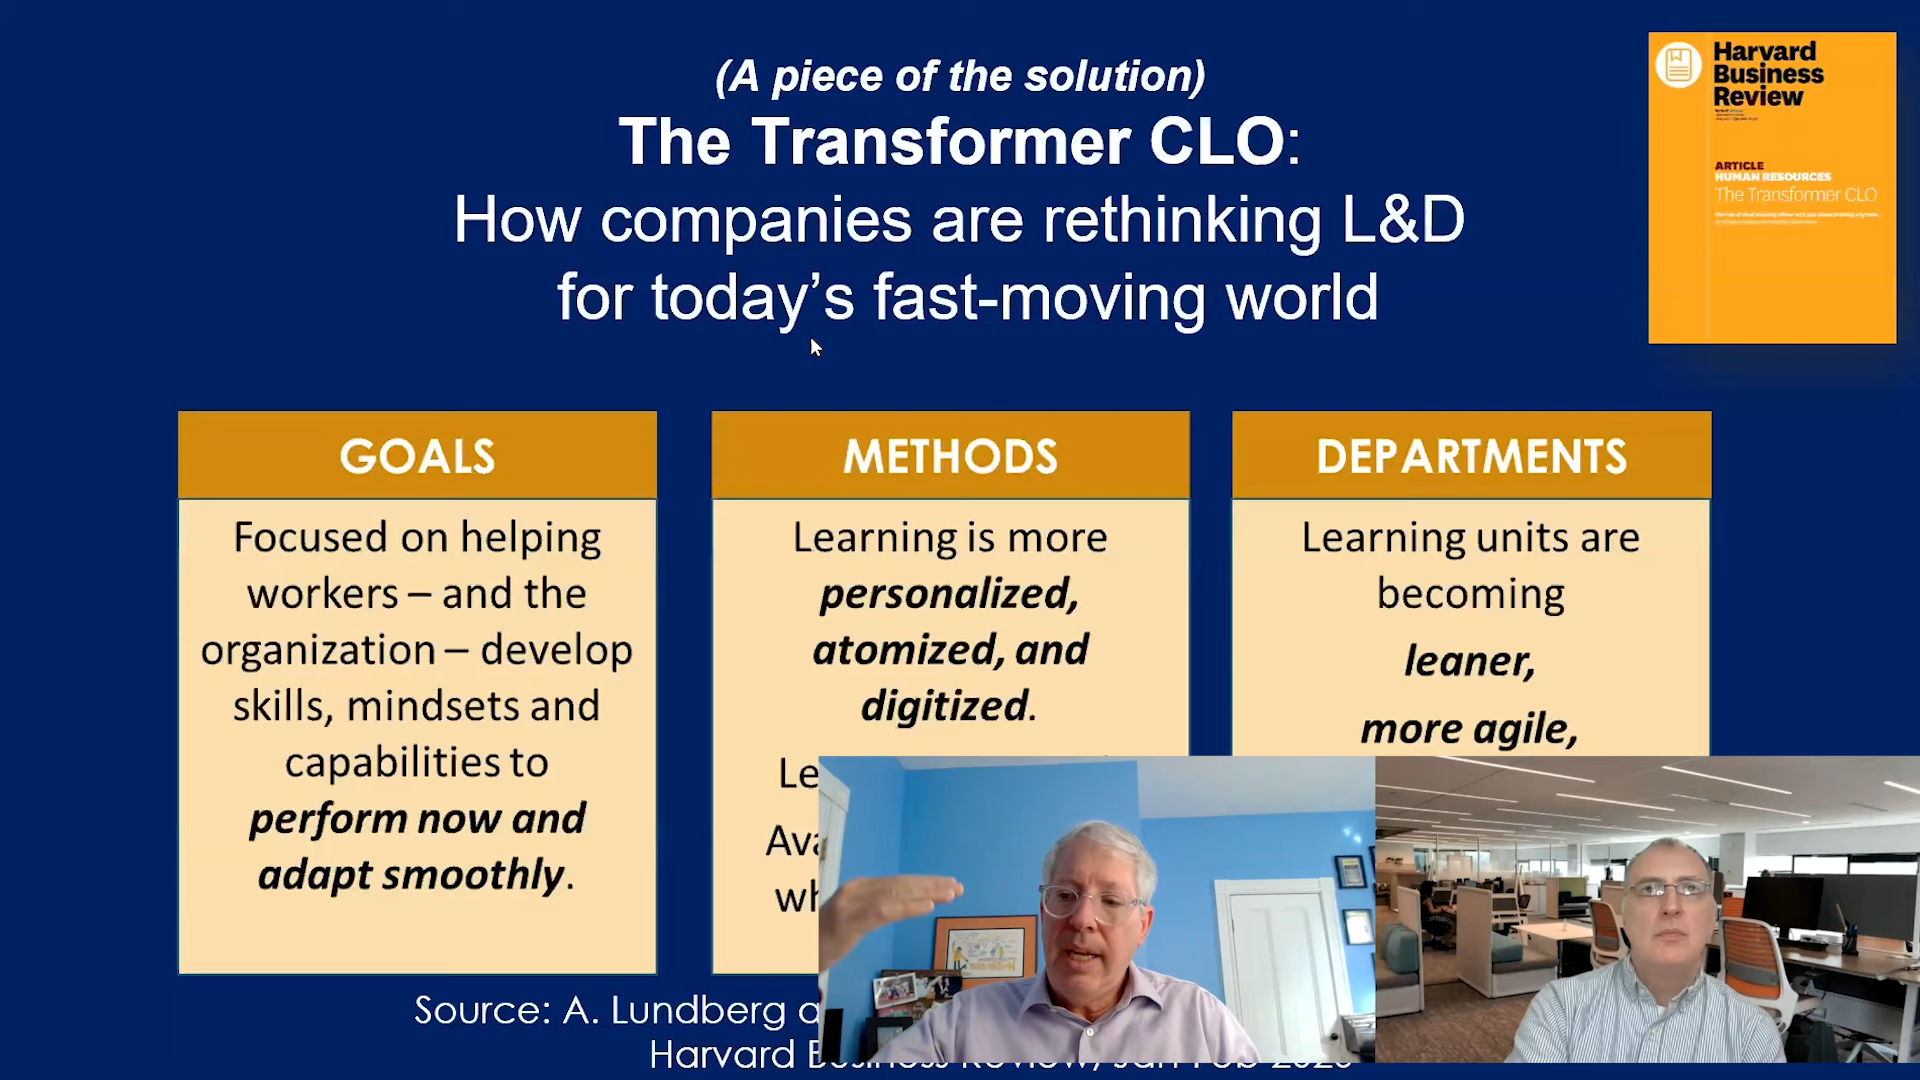 (A piece of the solution)
The Transformer CLO:
How companies are rethinking L&D
for today's fast-moving world
Harvard
Business
Review
ARTICLE
HUMAN RESOURCES
The Transformer CLO
GOALS
Focused on helping
workers – and the
organization – develop
skills, mindsets and
capabilities to
perform now and
adapt smoothly.
METHODS
Learning is more
personalized,
atomized, and
digitized.
DEPARTMENTS
Learning units are
becoming
leaner,
more agile,
Source: A. Lundberg
Harvard